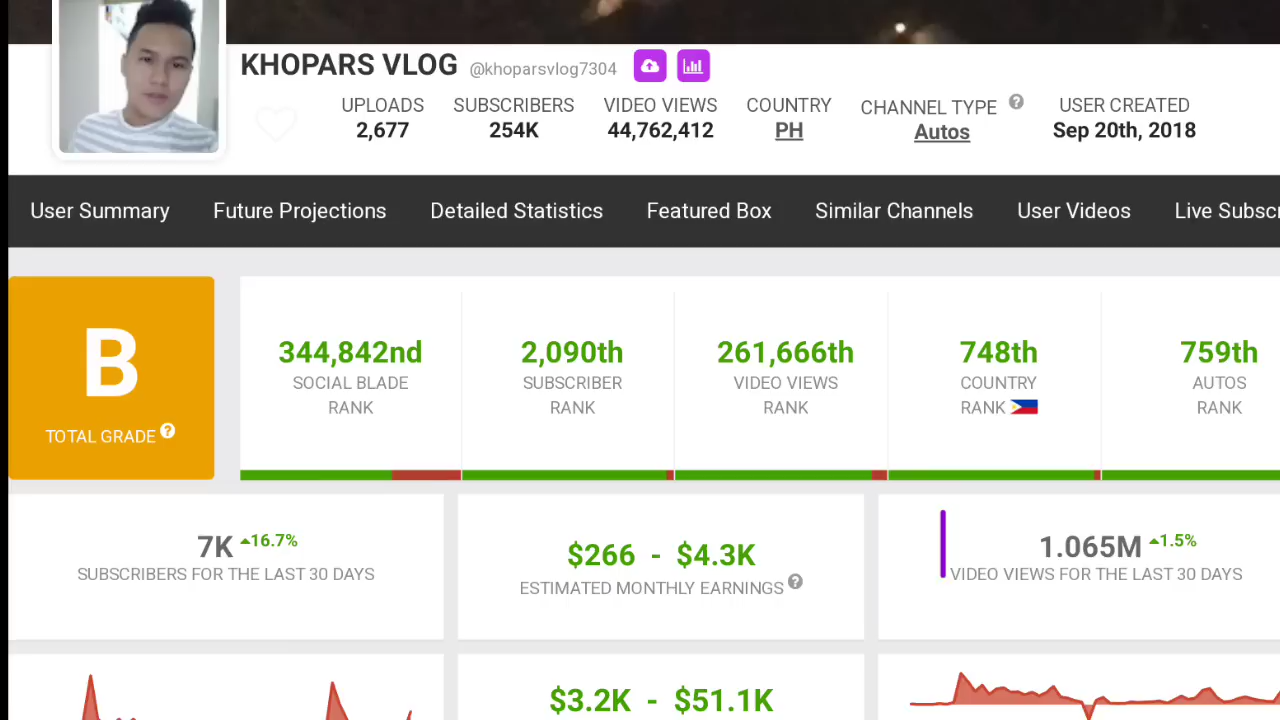 KHOPARS VLOG @khoparsvlog7304
UPLOADS SUBSCRIBERS VIDEO VIEWS COUNTRY CHANNEL TYPE ? USER CREATED
2,677 254K 44,762,412 PH Autos Sep 20th, 2018
User Summary Future Projections Detailed Statistics Featured Box Similar Channels User Videos Live Subscr
B
TOTAL GRADE ?
344,842nd 2,090th 261,666th 748th 759th
SOCIAL BLADE SUBSCRIBER VIDEO VIEWS COUNTRY AUTOS
RANK RANK RANK RANK RANK
7K 16.7% $266 - $4.3K 1.065M 1.5%
SUBSCRIBERS FOR THE LAST 30 DAYS ESTIMATED MONTHLY EARNINGS ? VIDEO VIEWS FOR THE LAST 30 DAYS
$3.2K - $51.1K